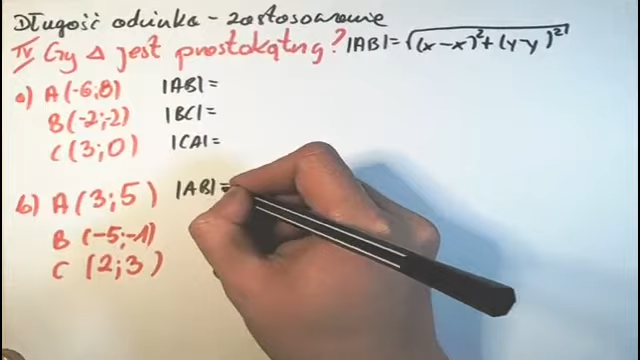 Długość odcinka - zastosowanie
IV Czy Δ jest prostokątny? |AB|=√(x-x)²+(y-y)²
a) A(-6;8) |AB|=
B(-2;-2) |BC|=
C(3;0) |CA|=
b) A(3;5) |AB|=
B(-5;-1)
C(2;3)